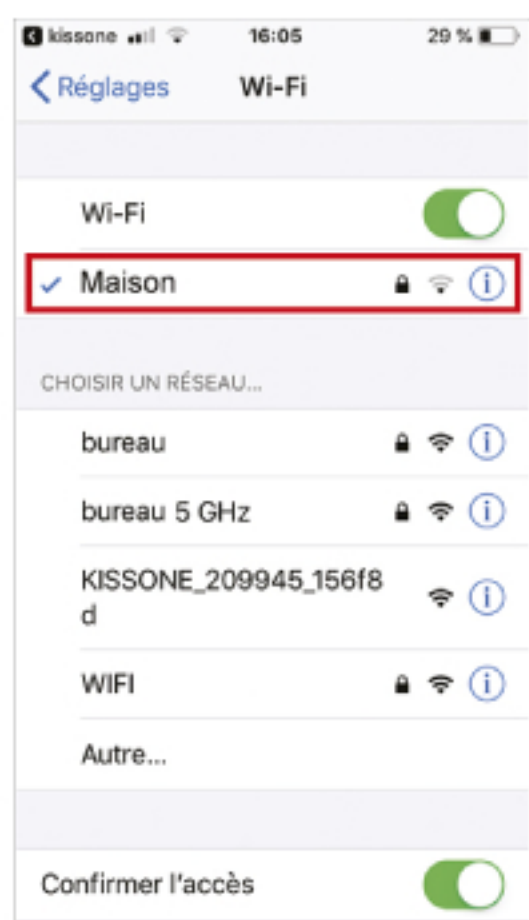 kissone 16:05 29 %
Réglages Wi-Fi
Wi-Fi
Maison
CHOISIR UN RÉSEAU...
bureau
bureau 5 GHz
KISSONE_209945_156f8
d
WIFI
Autre...
Confirmer l'accès